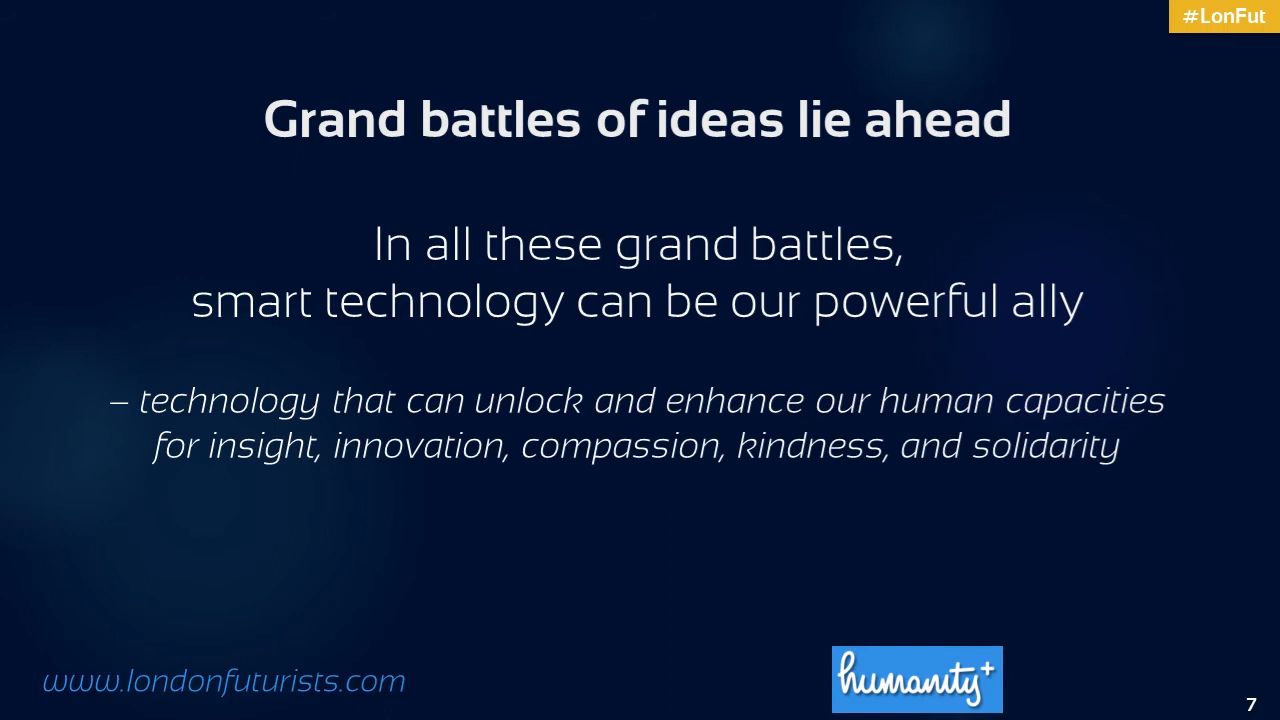 #LonFut
Grand battles of ideas lie ahead
In all these grand battles,
smart technology can be our powerful ally
– technology that can unlock and enhance our human capacities
for insight, innovation, compassion, kindness, and solidarity
www.londonfuturists.com
humanity+
7